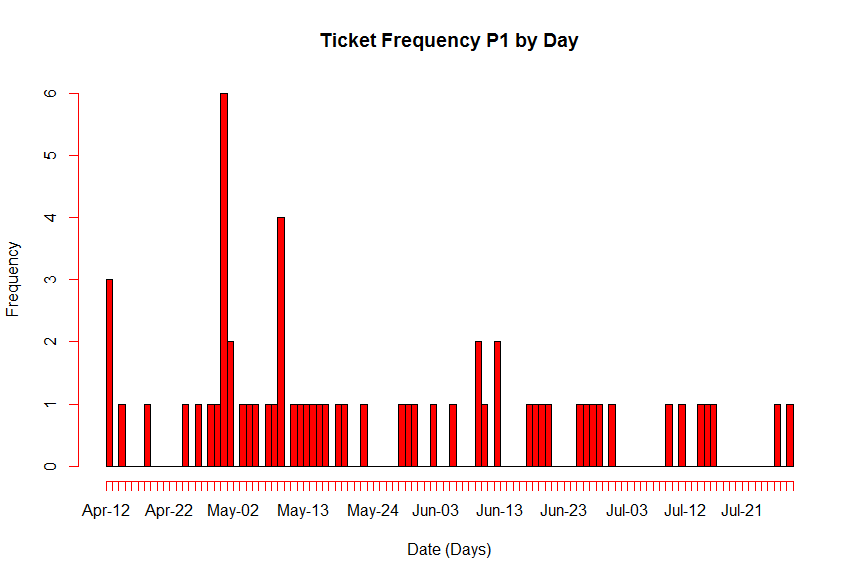 Ticket Frequency P1 by Day
Frequency
6
5
4
3
2
1
0
Apr-12 Apr-22 May-02 May-13 May-24 Jun-03 Jun-13 Jun-23 Jul-03 Jul-12 Jul-21
Date (Days)